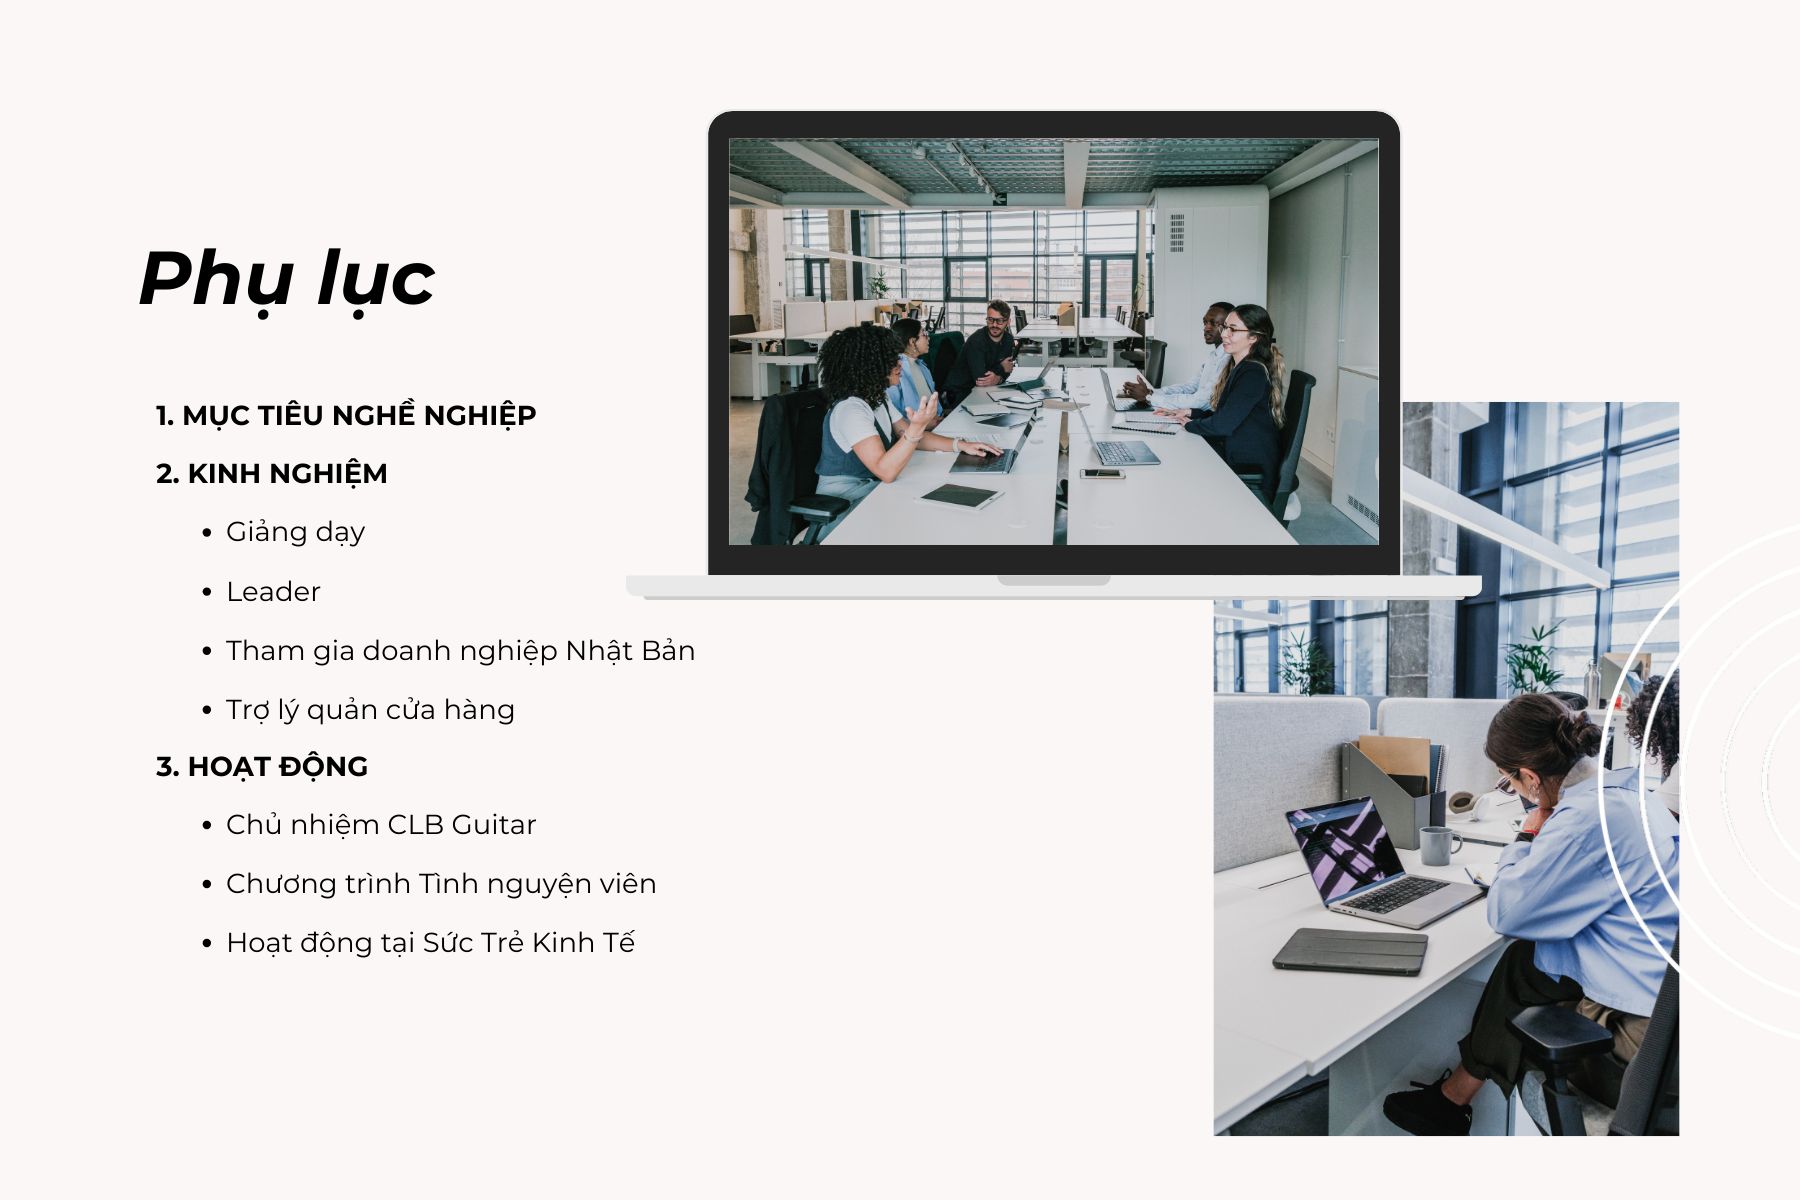 Phụ lục
1. MỤC TIÊU NGHỀ NGHIỆP
2. KINH NGHIỆM
• Giảng dạy
• Leader
• Tham gia doanh nghiệp Nhật Bản
• Trợ lý quản cửa hàng
3. HOẠT ĐỘNG
• Chủ nhiệm CLB Guitar
• Chương trình Tình nguyện viên
• Hoạt động tại Sức Trẻ Kinh Tế